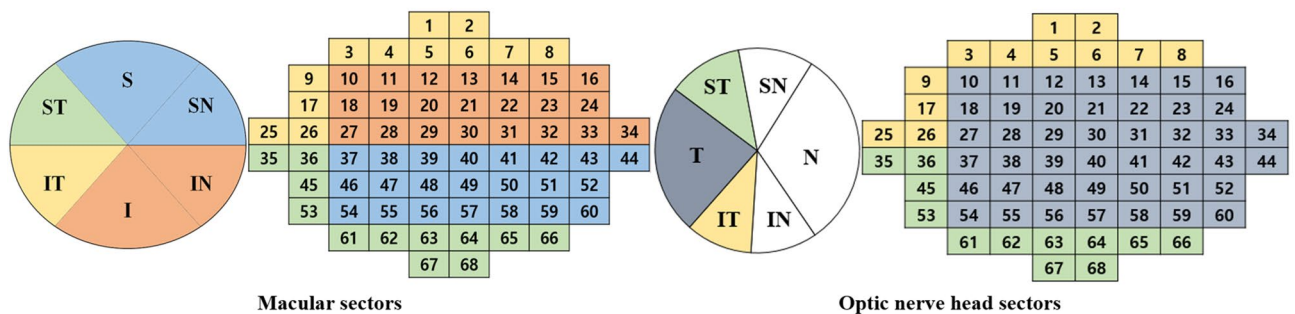 S
SN
ST
IT
IN
I
1 2
3 4 5 6 7 8
9 10 11 12 13 14 15 16
17 18 19 20 21 22 23 24
25 26 27 28 29 30 31 32 33 34
35 36 37 38 39 40 41 42 43 44
45 46 47 48 49 50 51 52
53 54 55 56 57 58 59 60
61 62 63 64 65 66
67 68
Macular sectors
ST SN
T N
IT IN
1 2
3 4 5 6 7 8
9 10 11 12 13 14 15 16
17 18 19 20 21 22 23 24
25 26 27 28 29 30 31 32 33 34
35 36 37 38 39 40 41 42 43 44
45 46 47 48 49 50 51 52
53 54 55 56 57 58 59 60
61 62 63 64 65 66
67 68
Optic nerve head sectors